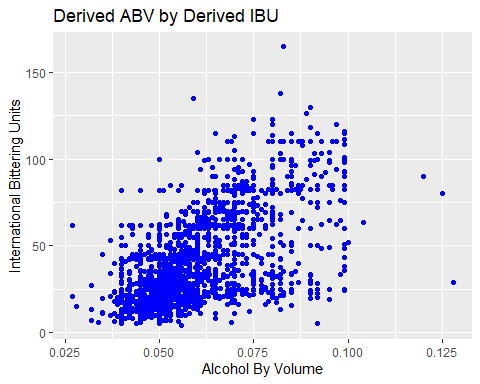 Derived ABV by Derived IBU
International Bittering Units
150
100
50
0
0.025 0.050 0.075 0.100 0.125
Alcohol By Volume